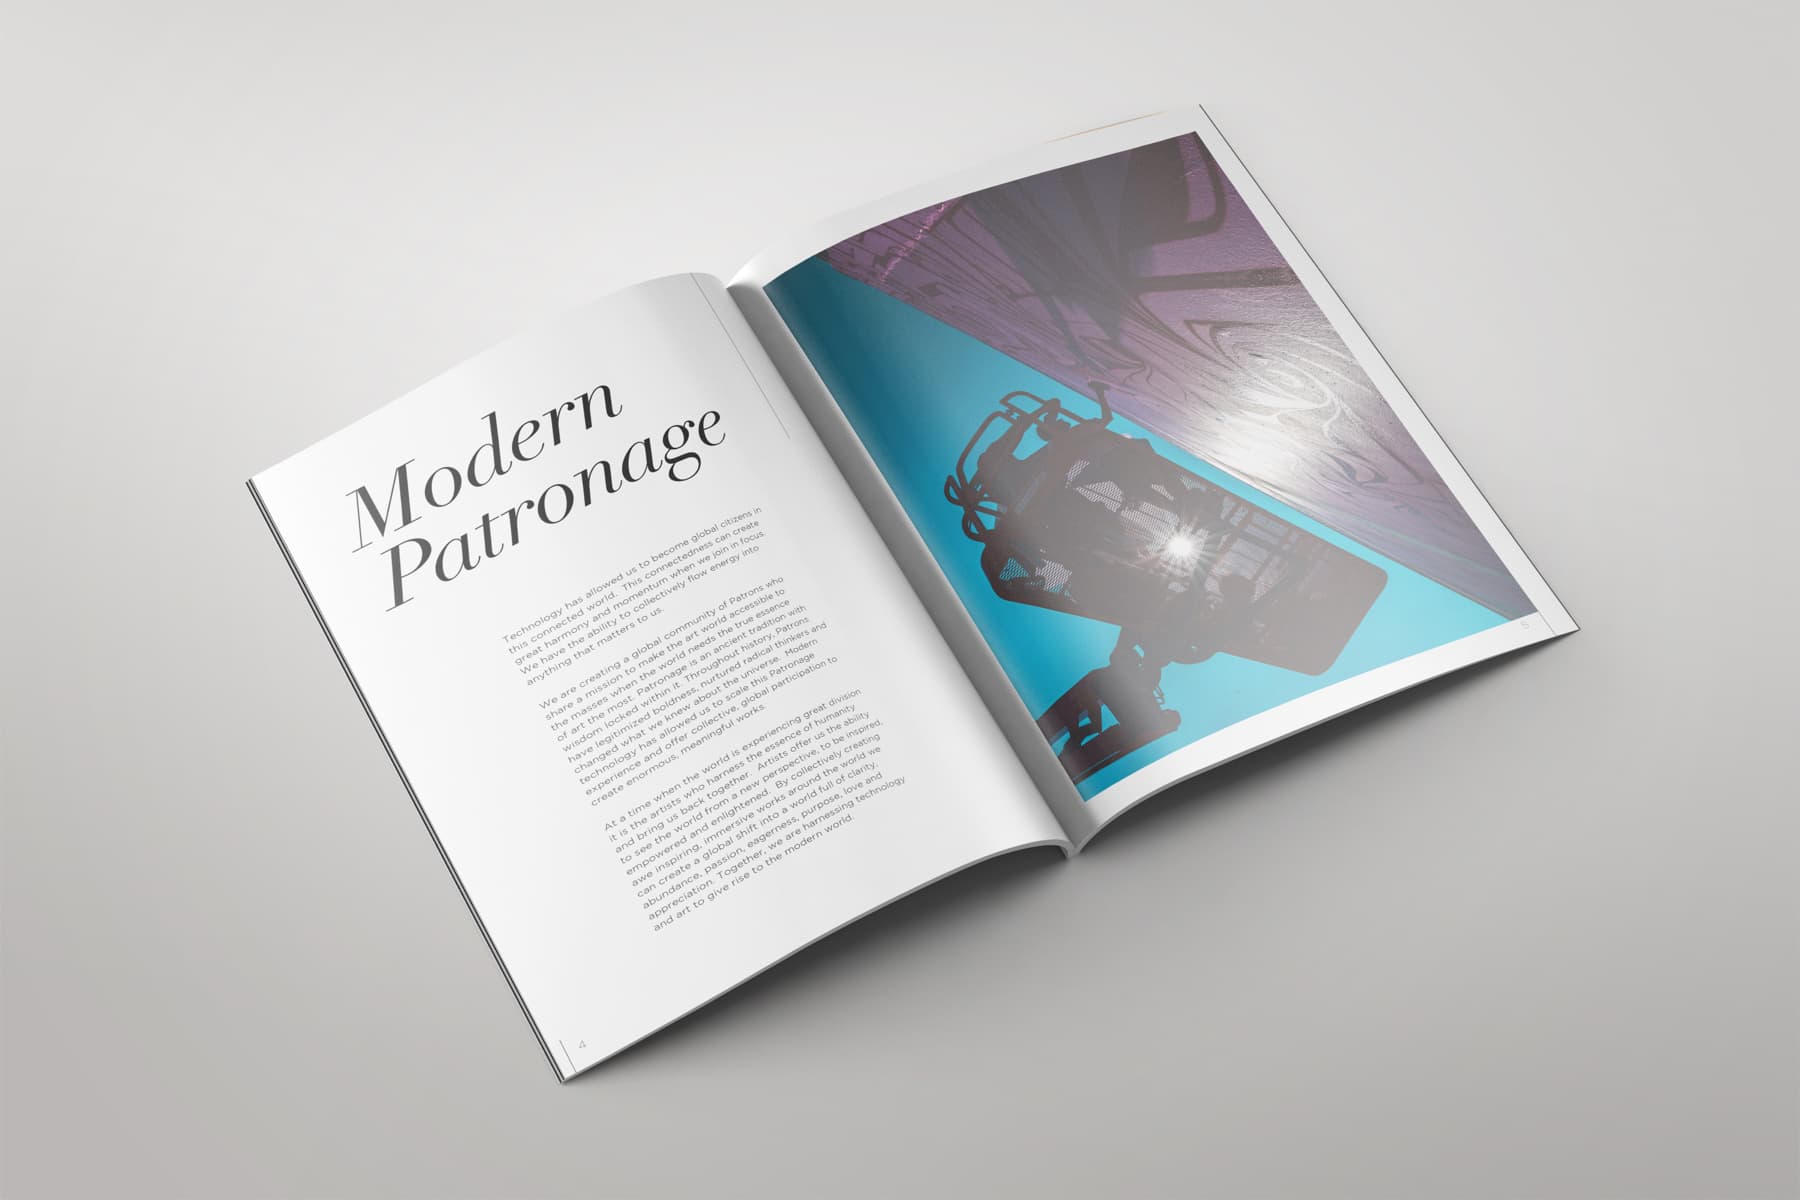 Modern
Patronage
Technology has allowed us to become global citizens in
this connected world. This connectedness can create
great harmony and momentum when we join in focus.
We have the ability to collectively flow energy into
anything that matters to us.
We are creating a global community of Patrons who
share a mission to make the art world accessible to
the masses when the world needs the true essence
of art the most. Patronage is an ancient tradition with
wisdom locked within it. Throughout history, Patrons
have legitimized boldness, nurtured radical thinkers and
changed what we knew about the universe. Modern
technology has allowed us to scale this Patronage
experience and offer collective, global participation to
create enormous, meaningful works.
At a time when the world is experiencing great division
it is the artists who harness the essence of humanity
and bring us back together. Artists offer us the ability
to see the world from a new perspective, to be inspired,
empowered and enlightened. By collectively creating
awe inspiring, immersive works around the world we
can create a global shift into a world full of clarity,
abundance, passion, eagerness, purpose, love and
appreciation. Together, we are harnessing technology
and art to give rise to the modern world.
4
5